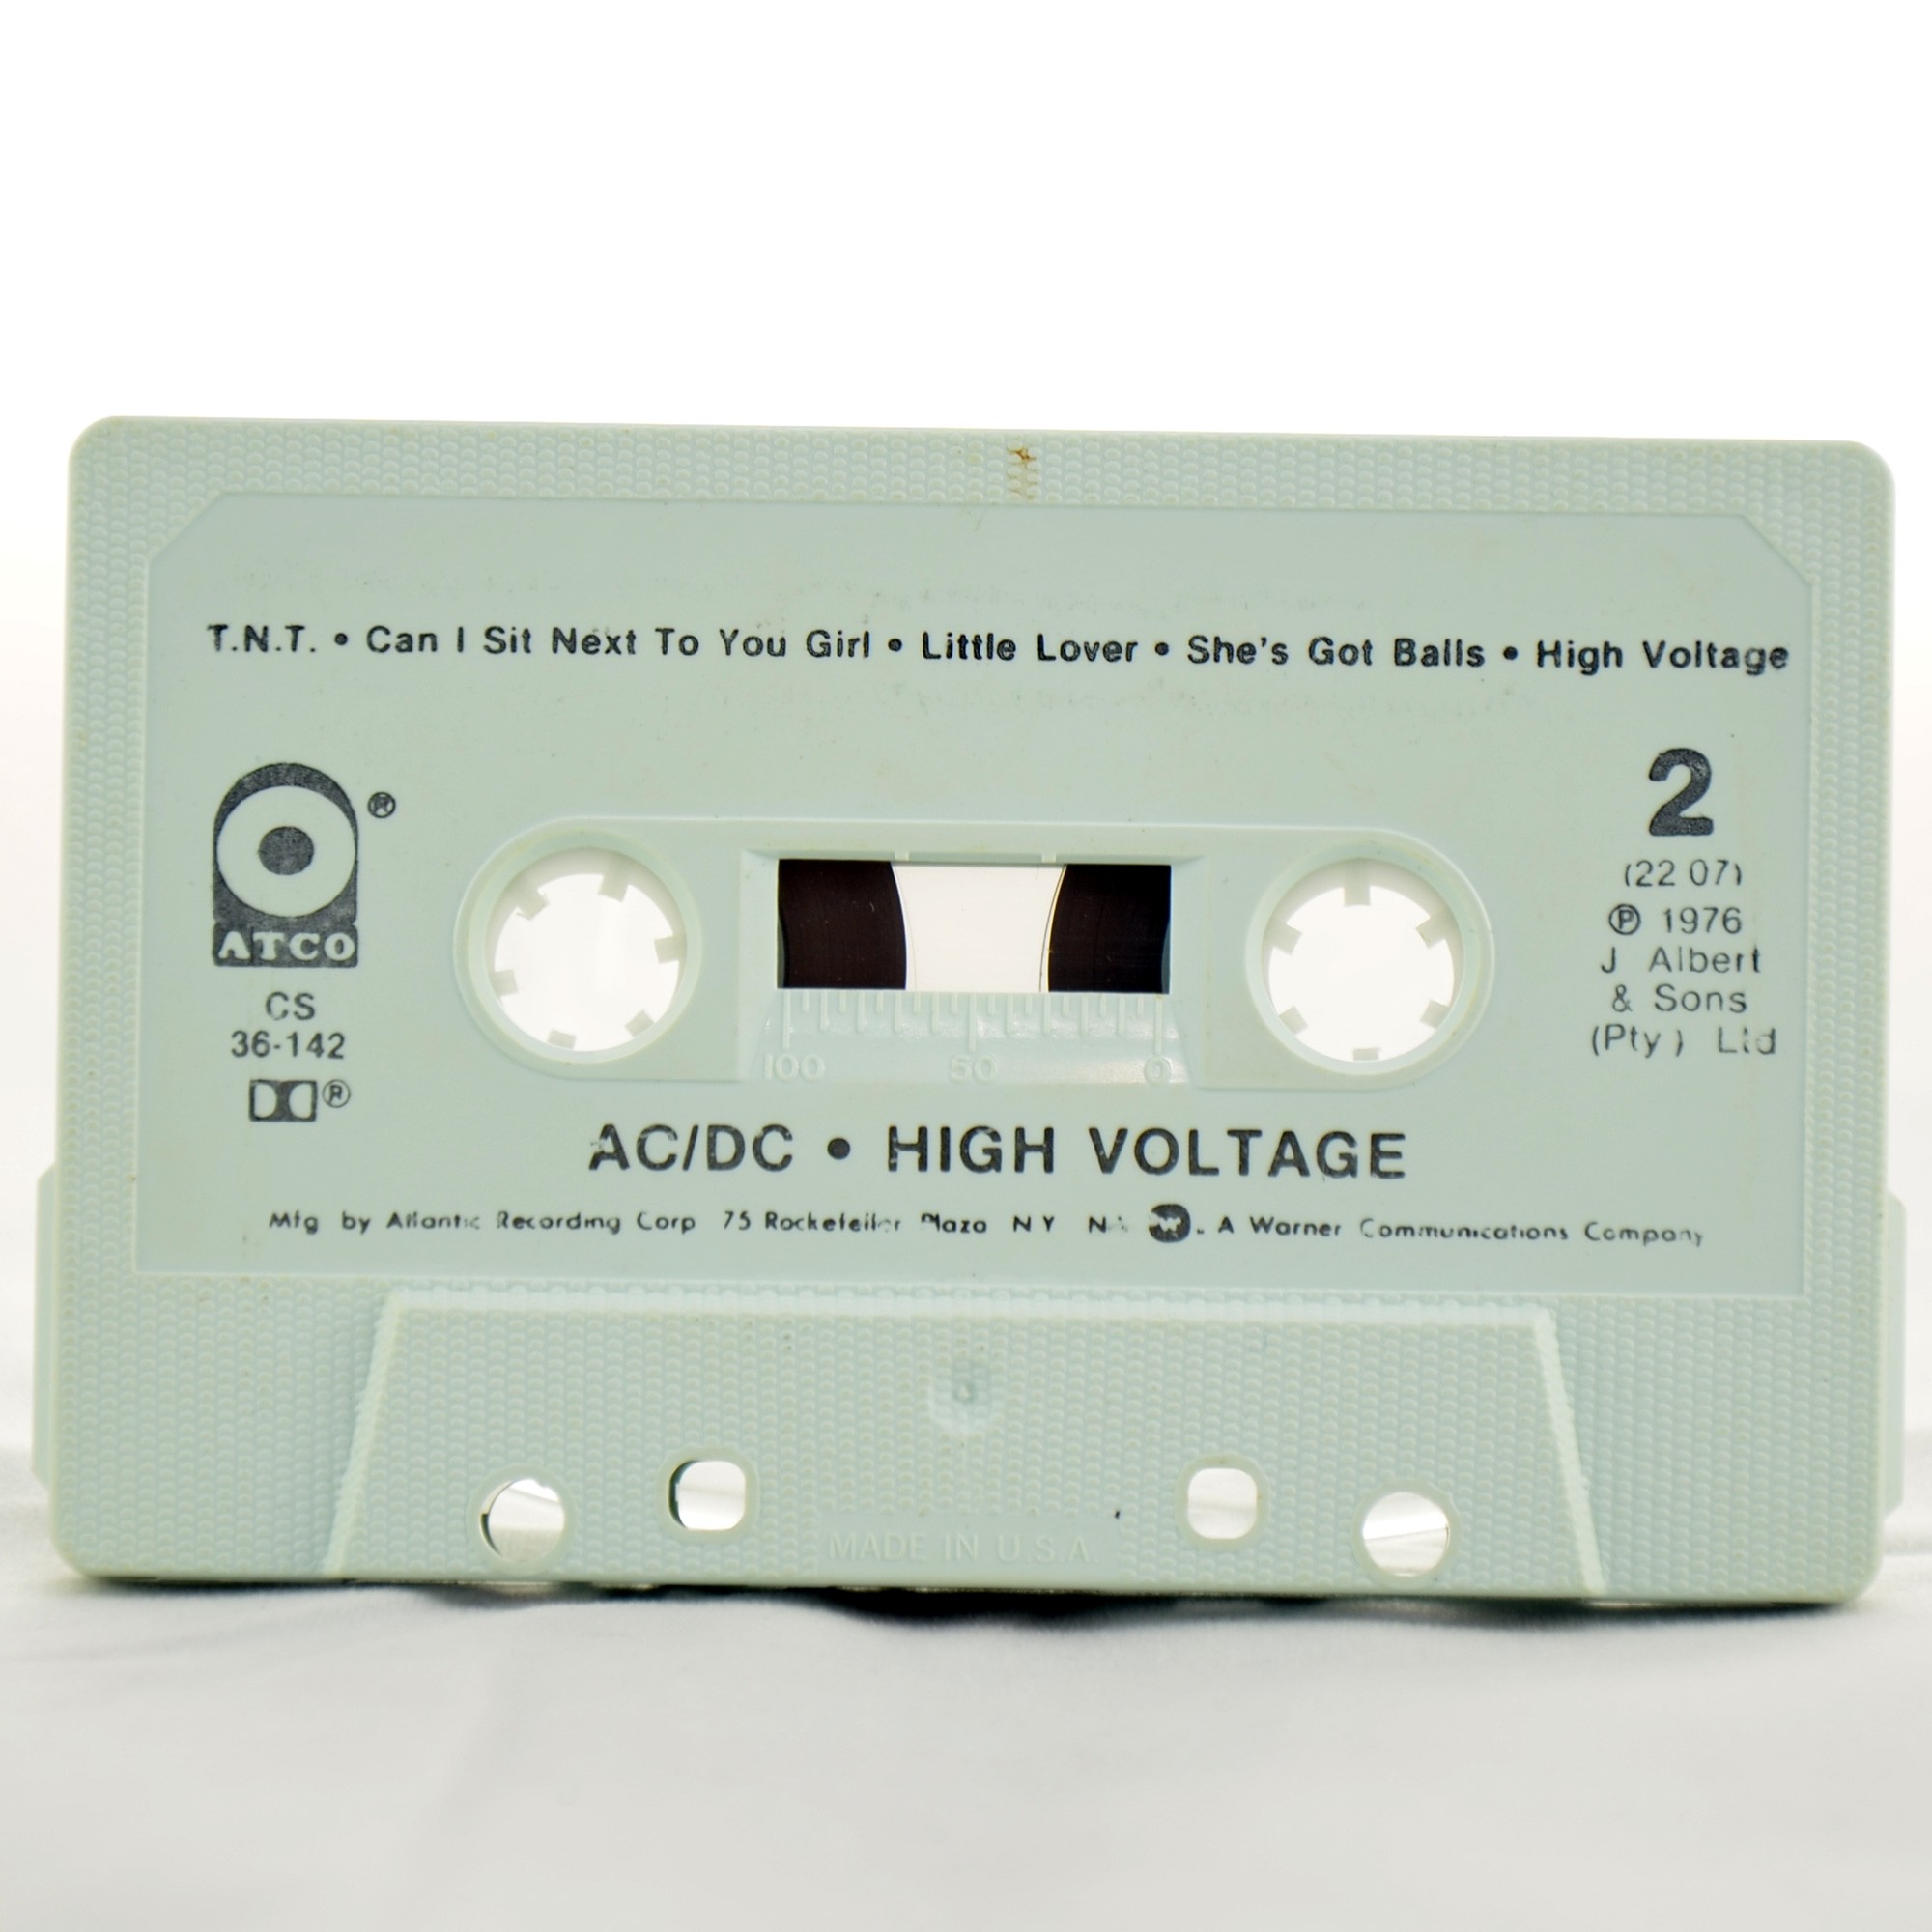 T.N.T. • Can I Sit Next To You Girl • Little Lover • She's Got Balls • High Voltage
ATCO ®
CS
36-142
®
2
(22 07)
℗ 1976
J Albert
& Sons
(Pty) Ltd
100 50 0
AC/DC • HIGH VOLTAGE
Mfg by Atlantic Recording Corp 75 Rockefeller Plaza N Y A Warner Communications Company
MADE IN U.S.A.